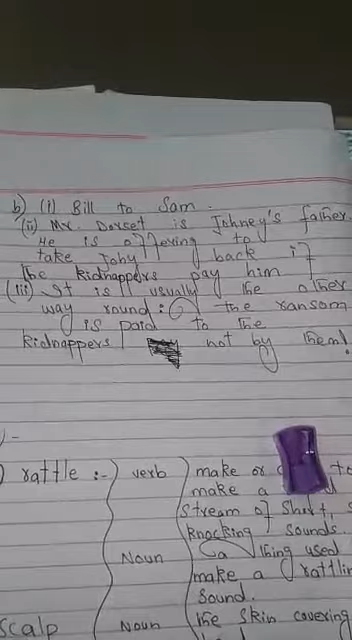 b) (i) Bill to Sam.
(ii) Mr. Dorset is Johney's father
He is offering to
take Johy back if
the kidnappers pay him
(iii) It is usually the other
way round :- the ransom
is paid to the
kidnappers not by them!
) -
) rattle :- verb make or to
make a
stream of short,
knocking sounds.
Noun a thing used
make a rattlin
sound.
scalp Noun the skin covering